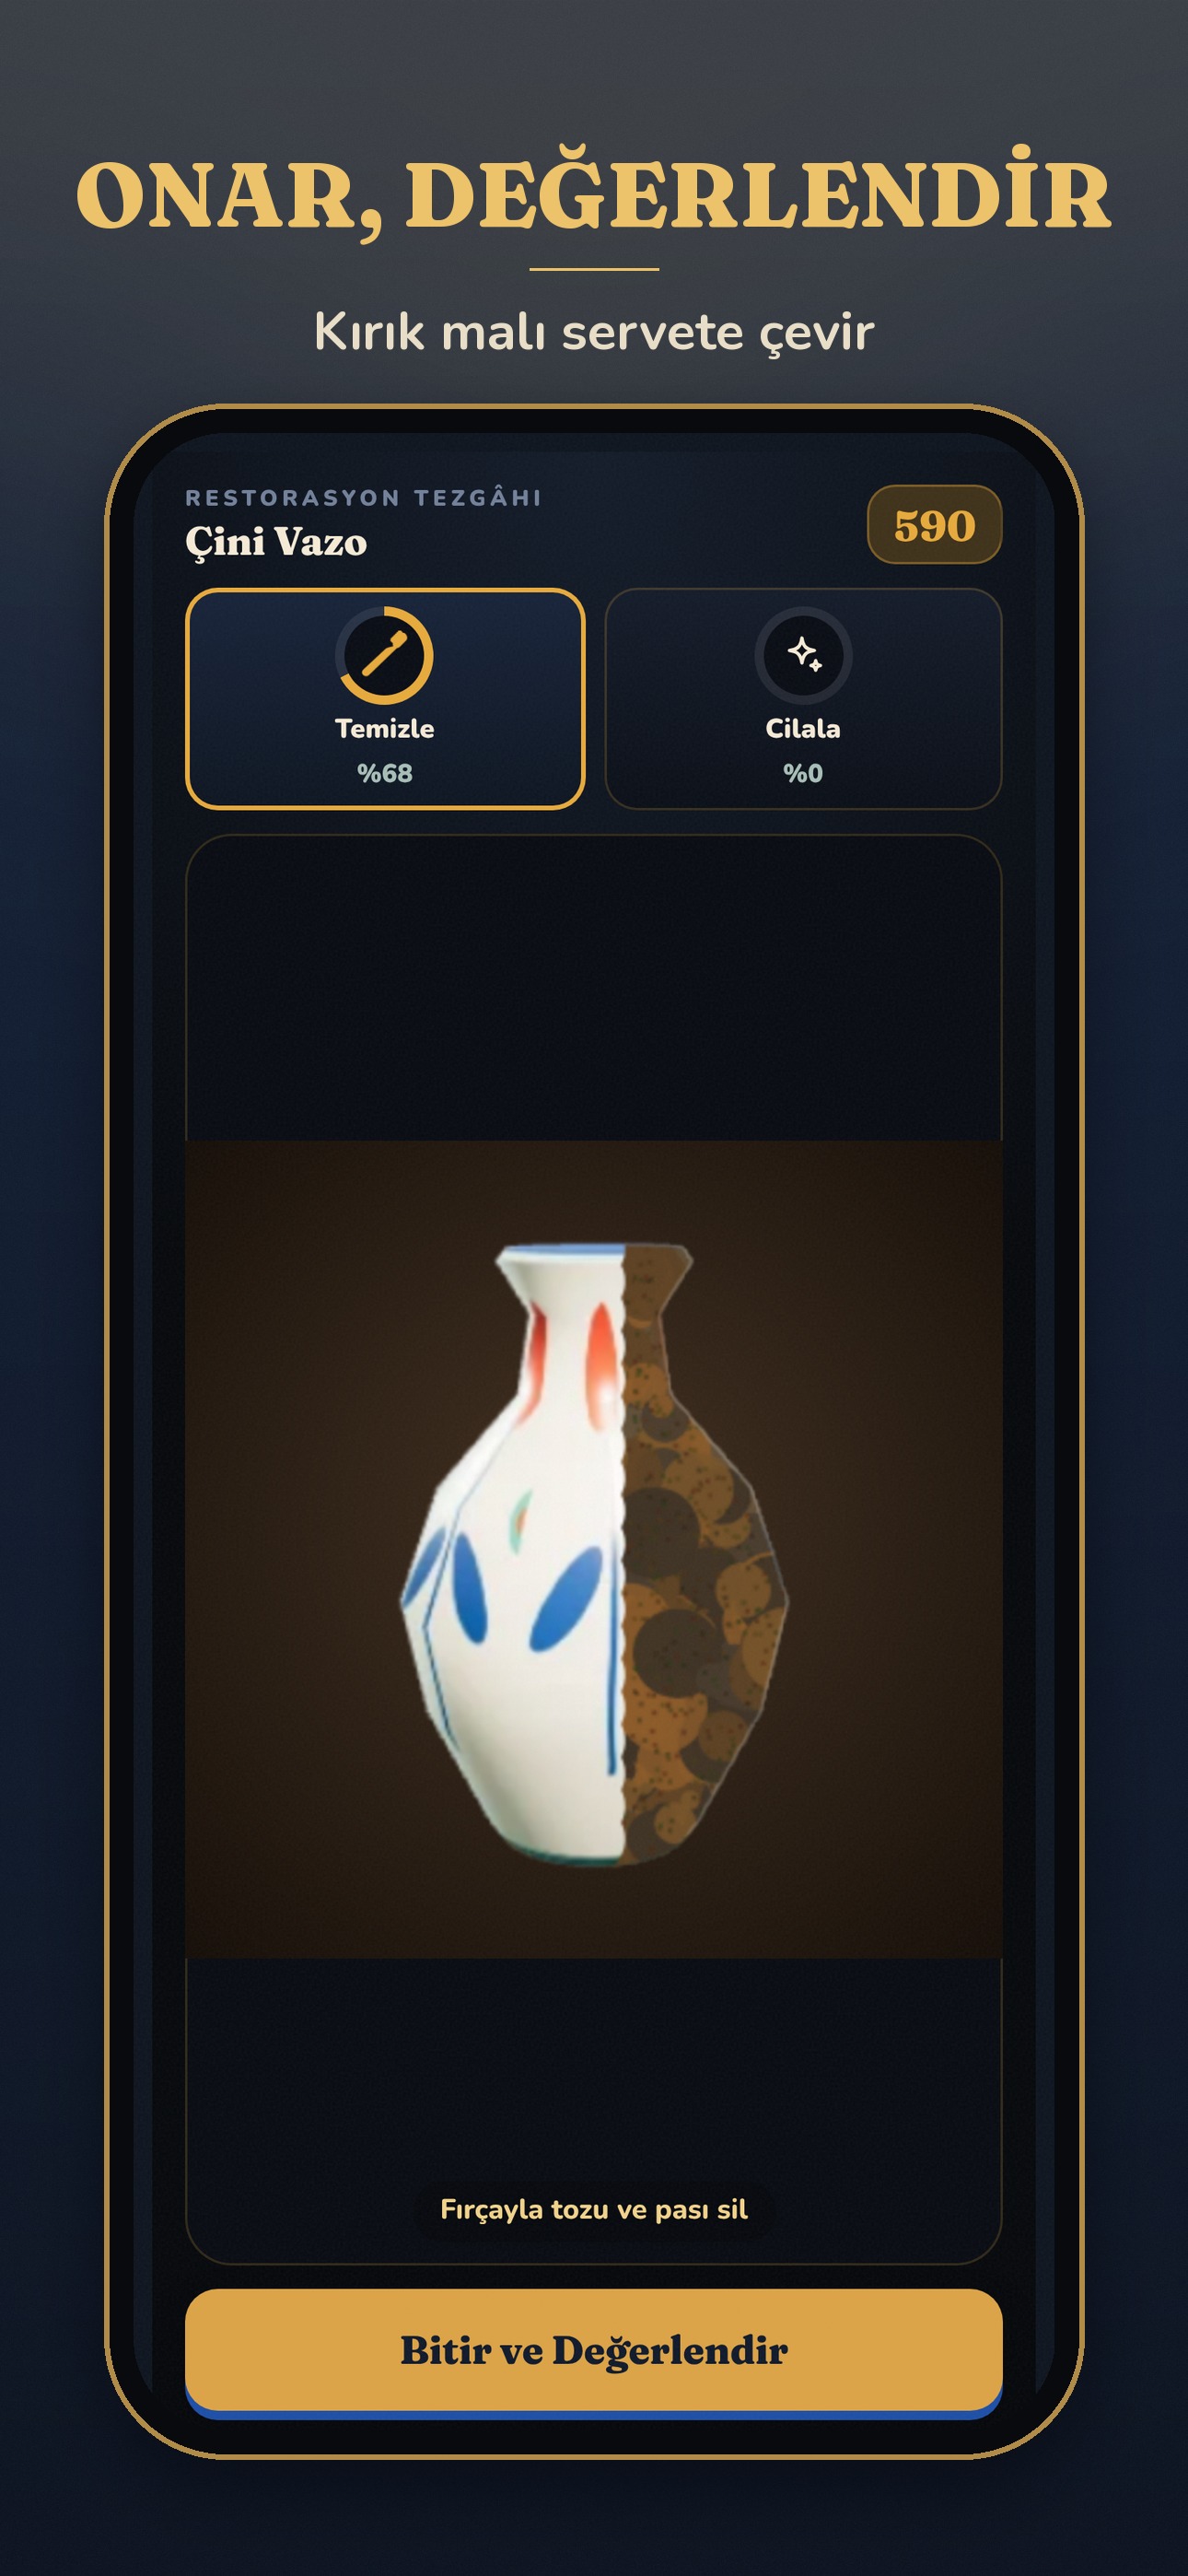 ONAR, DEĞERLENDİR
Kırık malı servete çevir
RESTORASYON TEZGÂHI
Çini Vazo
590
Temizle
%68
Cilala
%0
Fırçayla tozu ve pası sil
Bitir ve Değerlendir